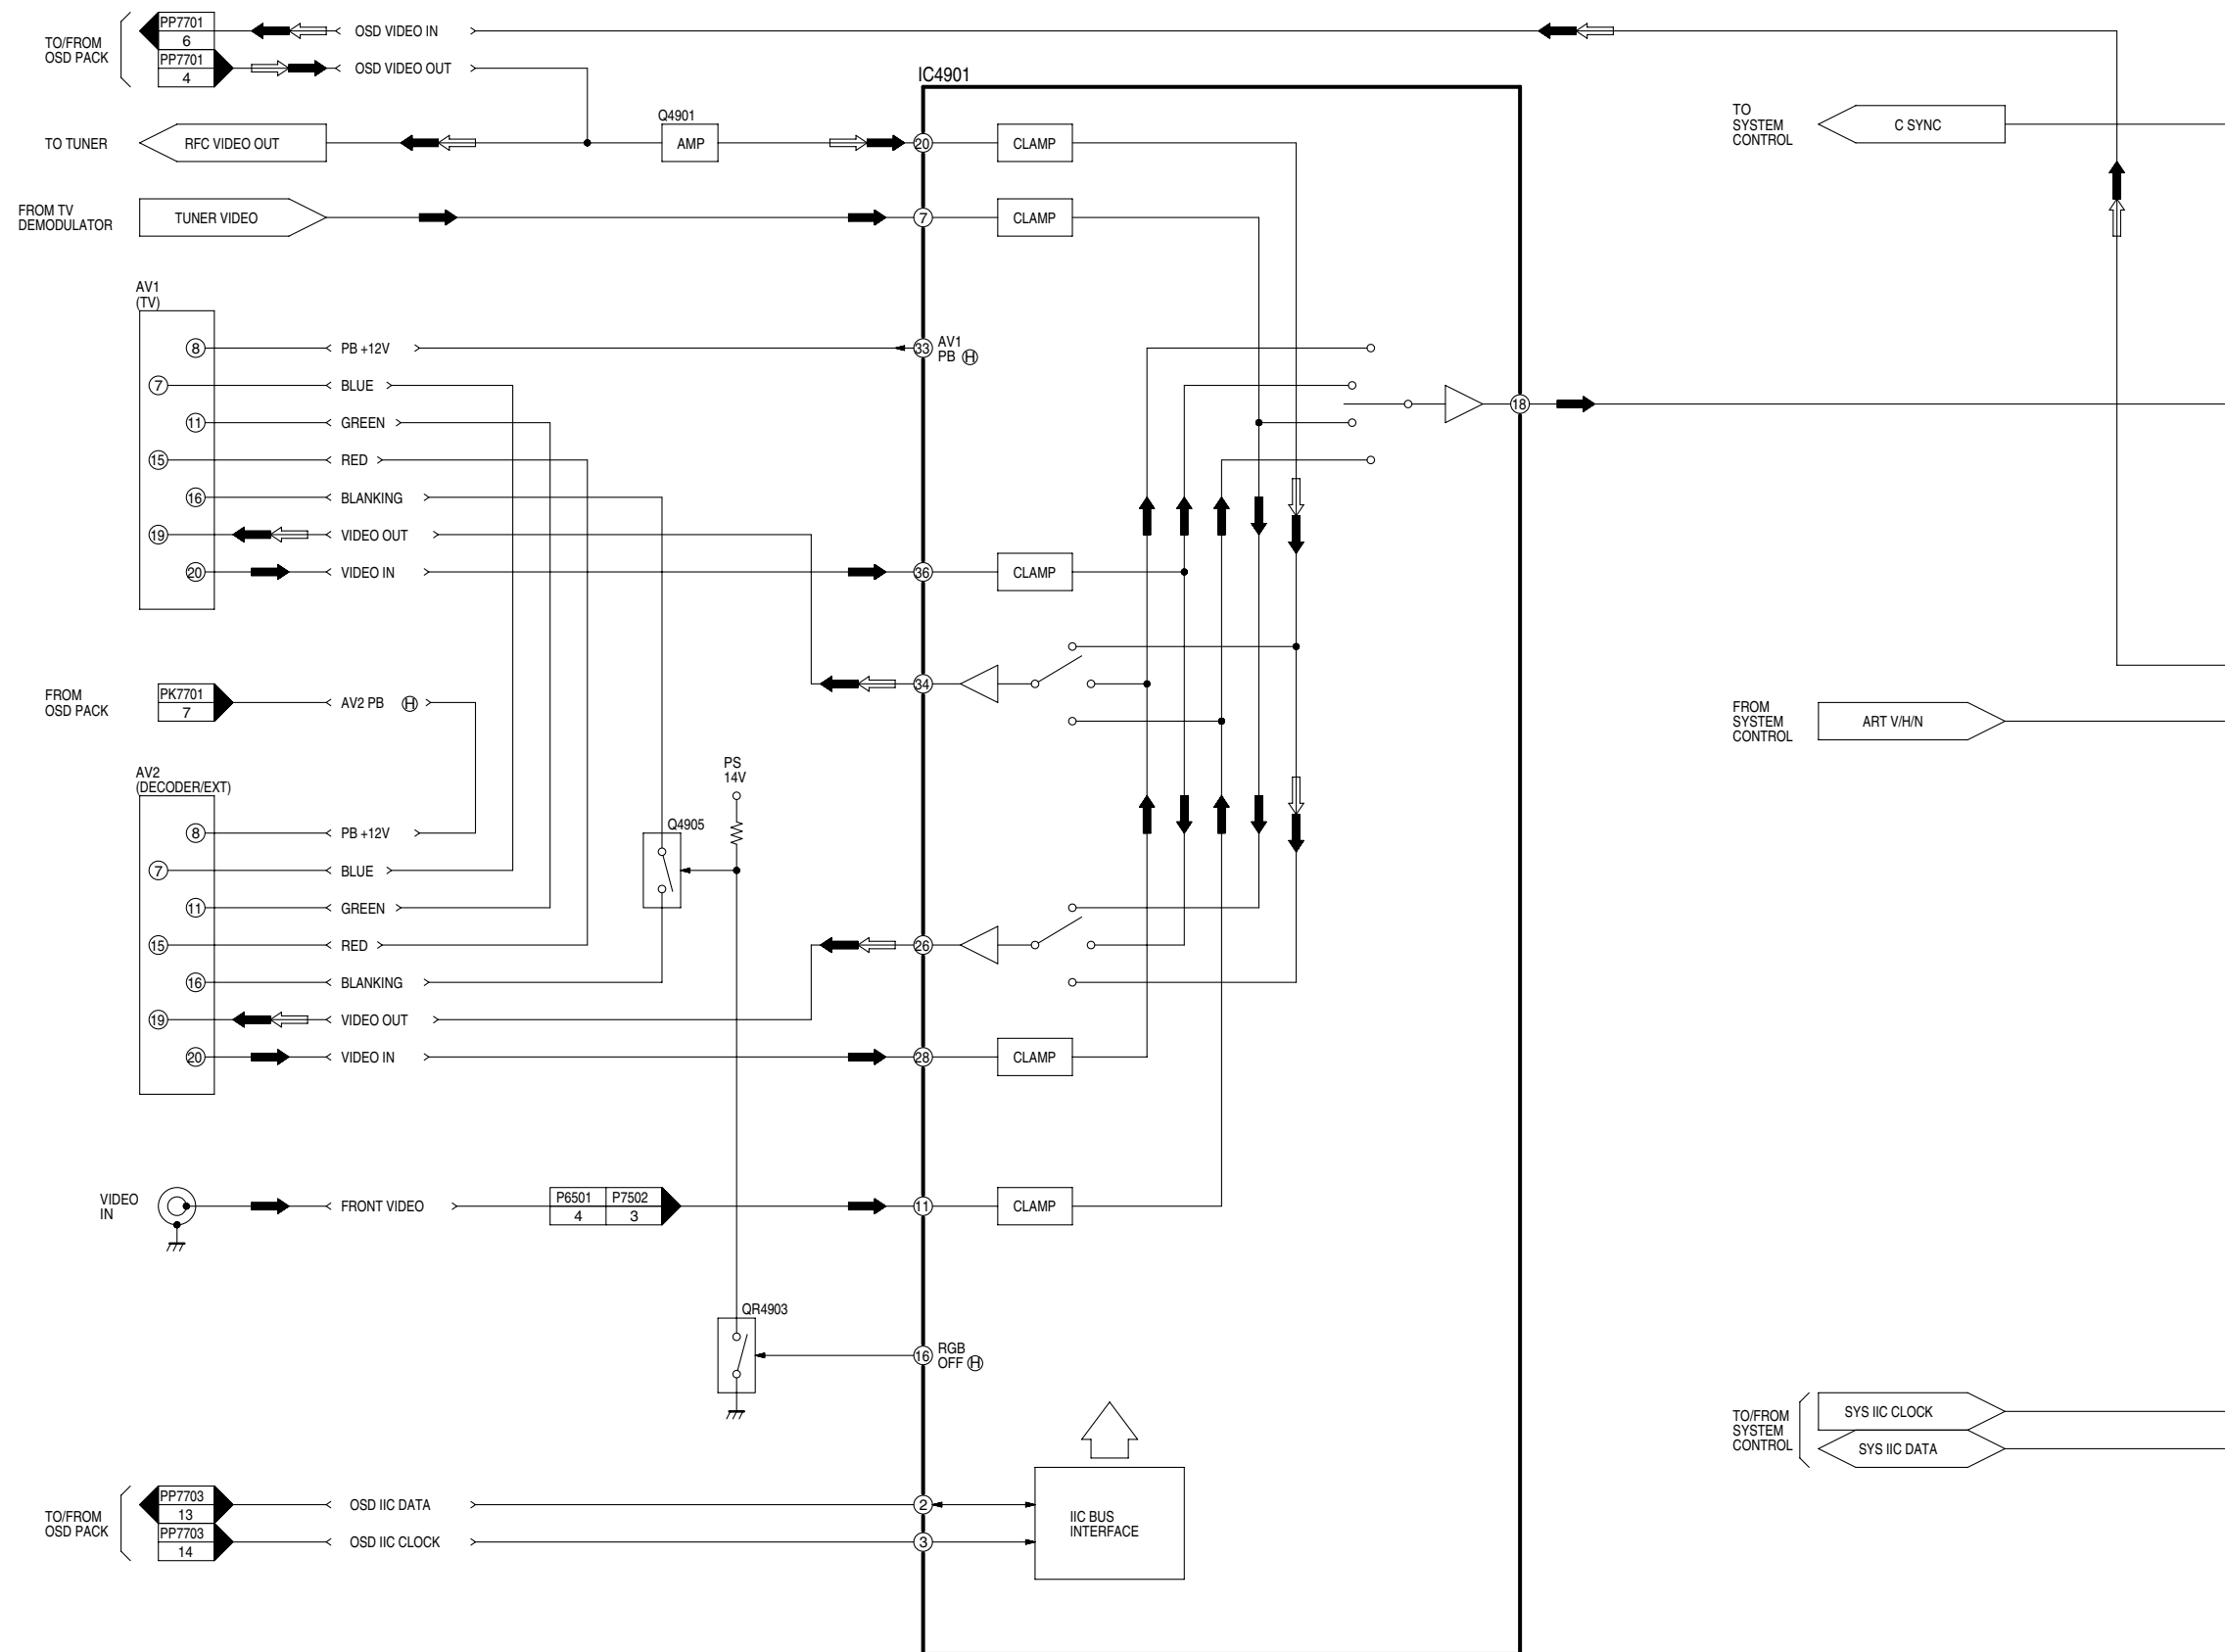 TO/FROM
OSD PACK
PP7701
6
OSD VIDEO IN
PP7701
4
OSD VIDEO OUT
IC4901
TO TUNER
RFC VIDEO OUT
Q4901
AMP
20
CLAMP
TO
SYSTEM
CONTROL
C SYNC
FROM TV
DEMODULATOR
TUNER VIDEO
7
CLAMP
AV1
(TV)
8
PB +12V
33
AV1
PB H
7
BLUE
11
GREEN
18
15
RED
16
BLANKING
19
VIDEO OUT
20
VIDEO IN
36
CLAMP
34
FROM
OSD PACK
PK7701
7
AV2 PB H
FROM
SYSTEM
CONTROL
ART V/H/N
AV2
(DECODER/EXT)
PS
14V
8
PB +12V
Q4905
7
BLUE
11
GREEN
15
RED
26
16
BLANKING
19
VIDEO OUT
20
VIDEO IN
28
CLAMP
VIDEO
IN
FRONT VIDEO
P6501
4
P7502
3
11
CLAMP
QR4903
16
RGB
OFF H
TO/FROM
SYSTEM
CONTROL
SYS IIC CLOCK
SYS IIC DATA
TO/FROM
OSD PACK
PP7703
13
OSD IIC DATA
2
PP7703
14
OSD IIC CLOCK
3
IIC BUS
INTERFACE